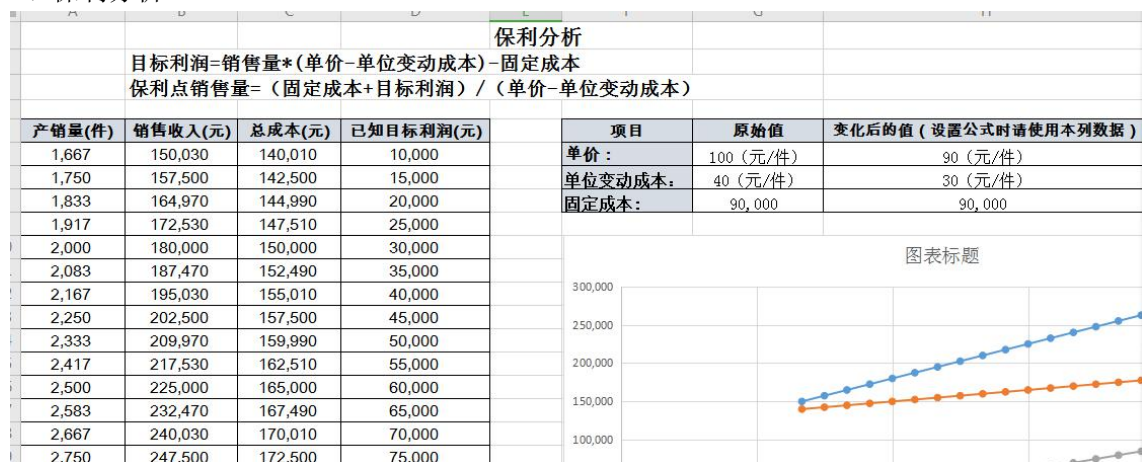 保利分析
目标利润=销售量*(单价-单位变动成本)-固定成本
保利点销售量=（固定成本+目标利润）/（单价-单位变动成本）
产销量(件) 销售收入(元) 总成本(元) 已知目标利润(元)
1,667 150,030 140,010 10,000
1,750 157,500 142,500 15,000
1,833 164,970 144,990 20,000
1,917 172,530 147,510 25,000
2,000 180,000 150,000 30,000
2,083 187,470 152,490 35,000
2,167 195,030 155,010 40,000
2,250 202,500 157,500 45,000
2,333 209,970 159,990 50,000
2,417 217,530 162,510 55,000
2,500 225,000 165,000 60,000
2,583 232,470 167,490 65,000
2,667 240,030 170,010 70,000
2,750 247,500 172,500 75,000
项目 原始值 变化后的值（设置公式时请使用本列数据）
单价： 100（元/件） 90（元/件）
单位变动成本： 40（元/件） 30（元/件）
固定成本： 90,000 90,000
图表标题
300,000
250,000
200,000
150,000
100,000